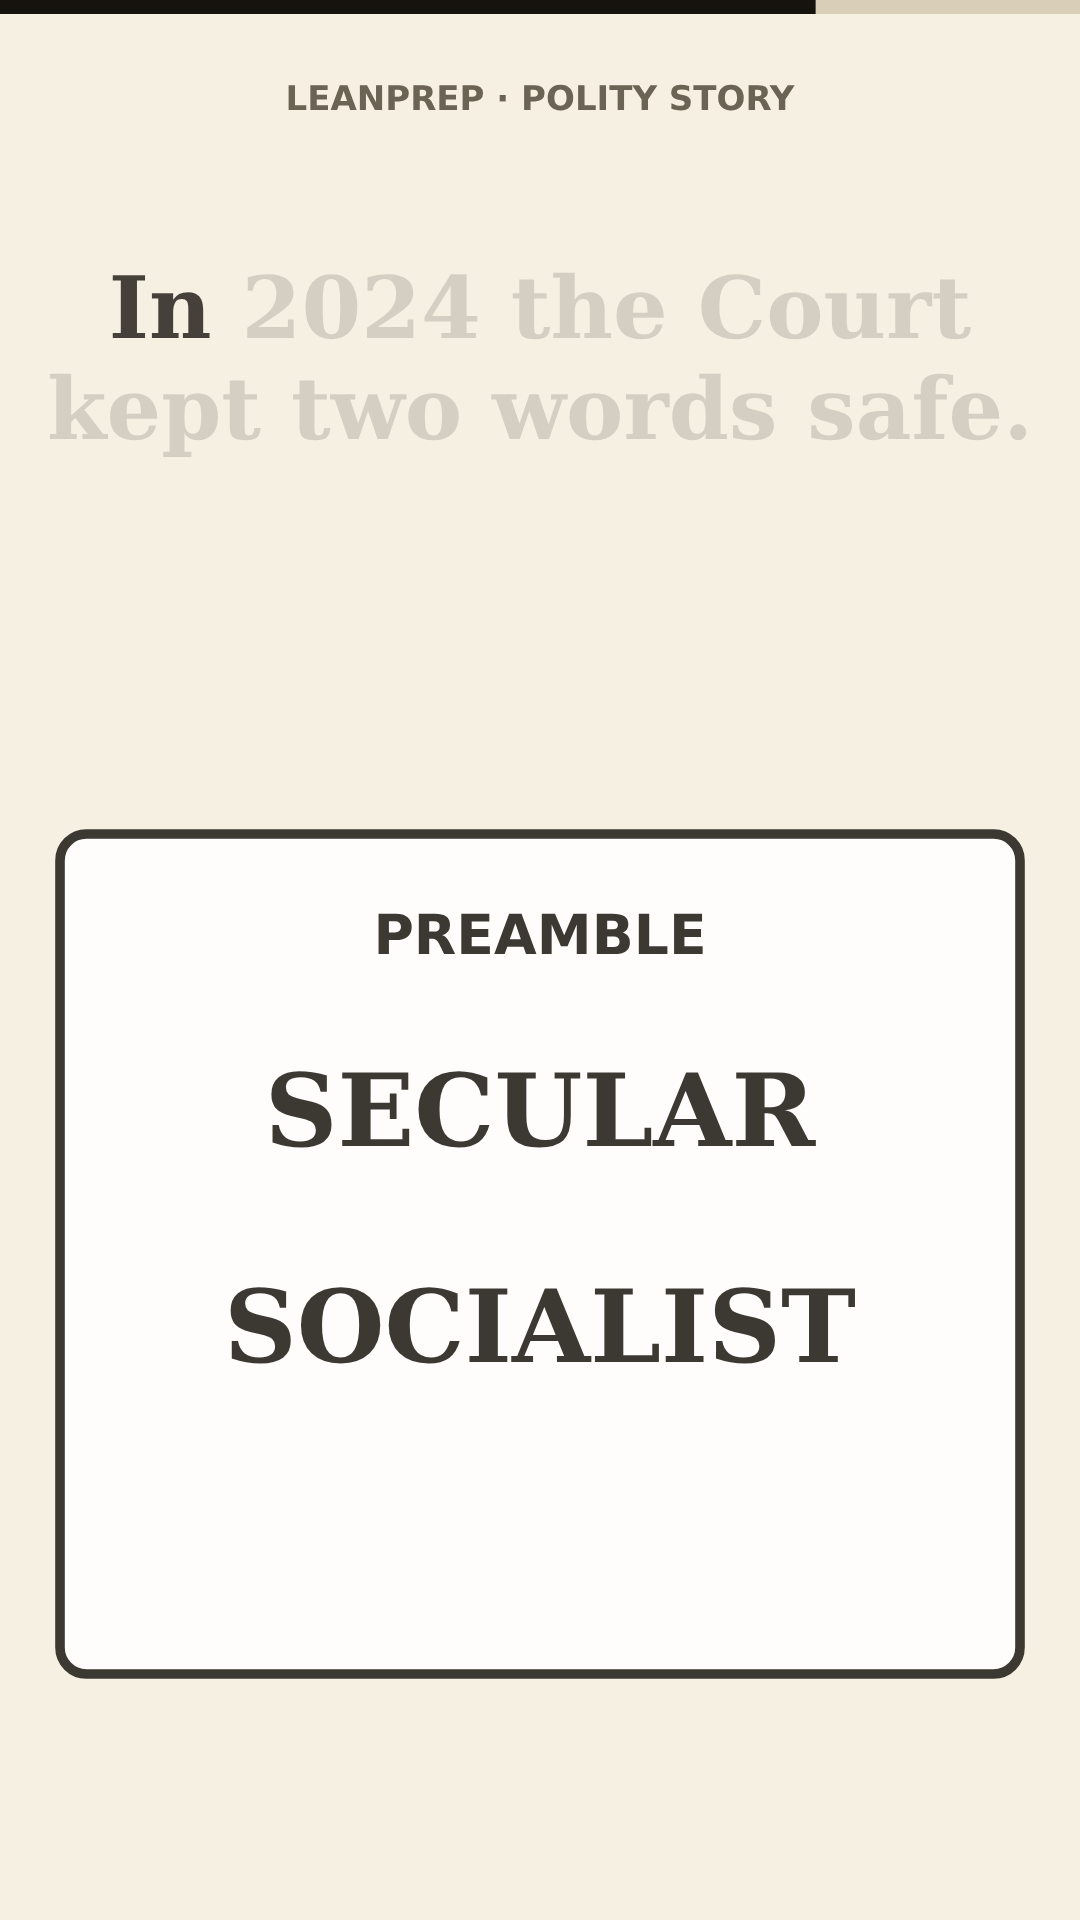 LEANPREP · POLITY STORY
In 2024 the Court
kept two words safe.
PREAMBLE
SECULAR
SOCIALIST